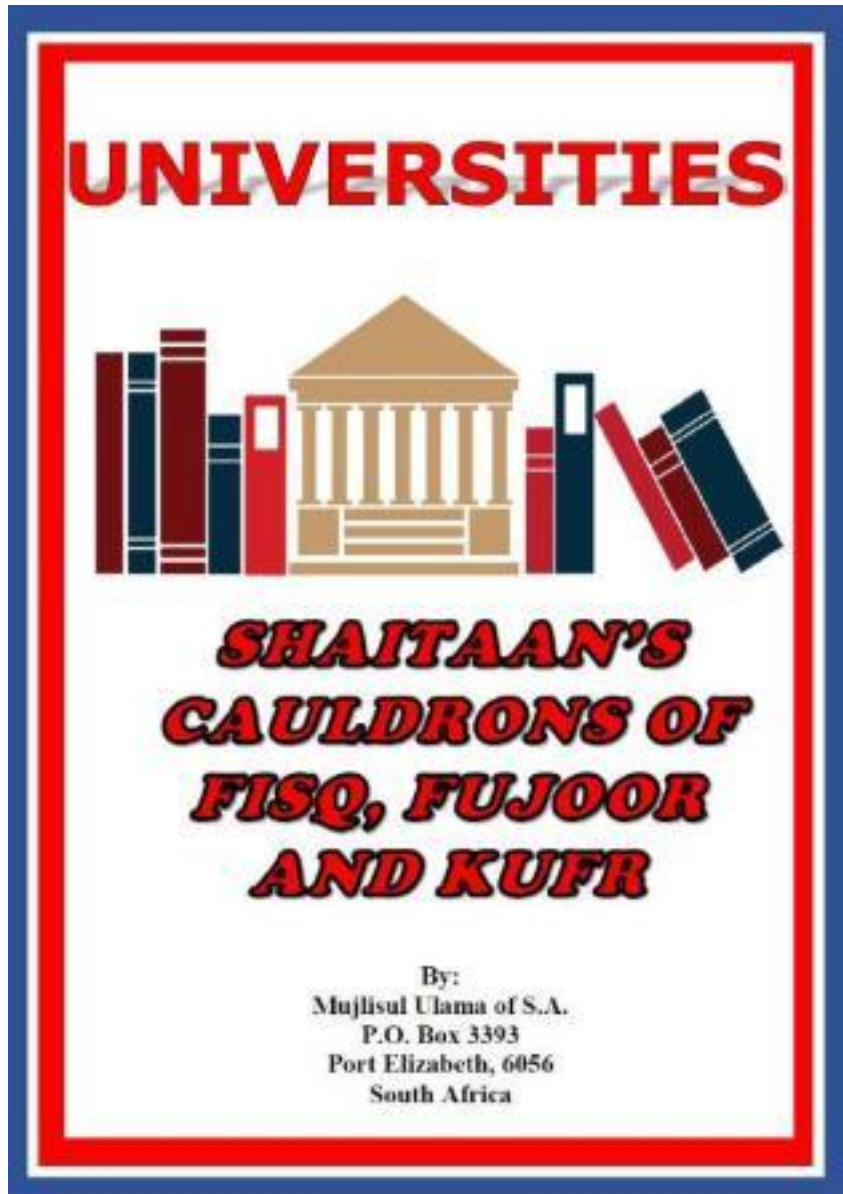 UNIVERSITIES
SHAITAAN'S
CAULDRONS OF
FISQ, FUJOOR
AND KUFR
By:
Mujlisul Ulama of S.A.
P.O. Box 3393
Port Elizabeth, 6056
South Africa